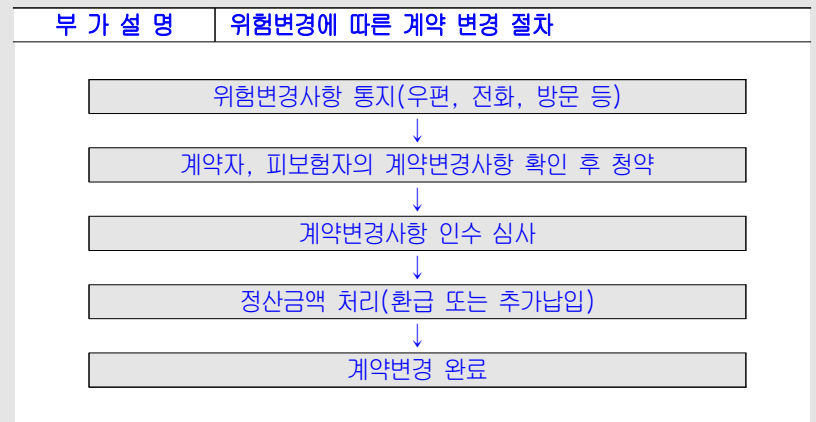 부 가 설 명 위험변경에 따른 계약 변경 절차
위험변경사항 통지(우편, 전화, 방문 등)
↓
계약자, 피보험자의 계약변경사항 확인 후 청약
↓
계약변경사항 인수 심사
↓
정산금액 처리(환급 또는 추가납입)
↓
계약변경 완료